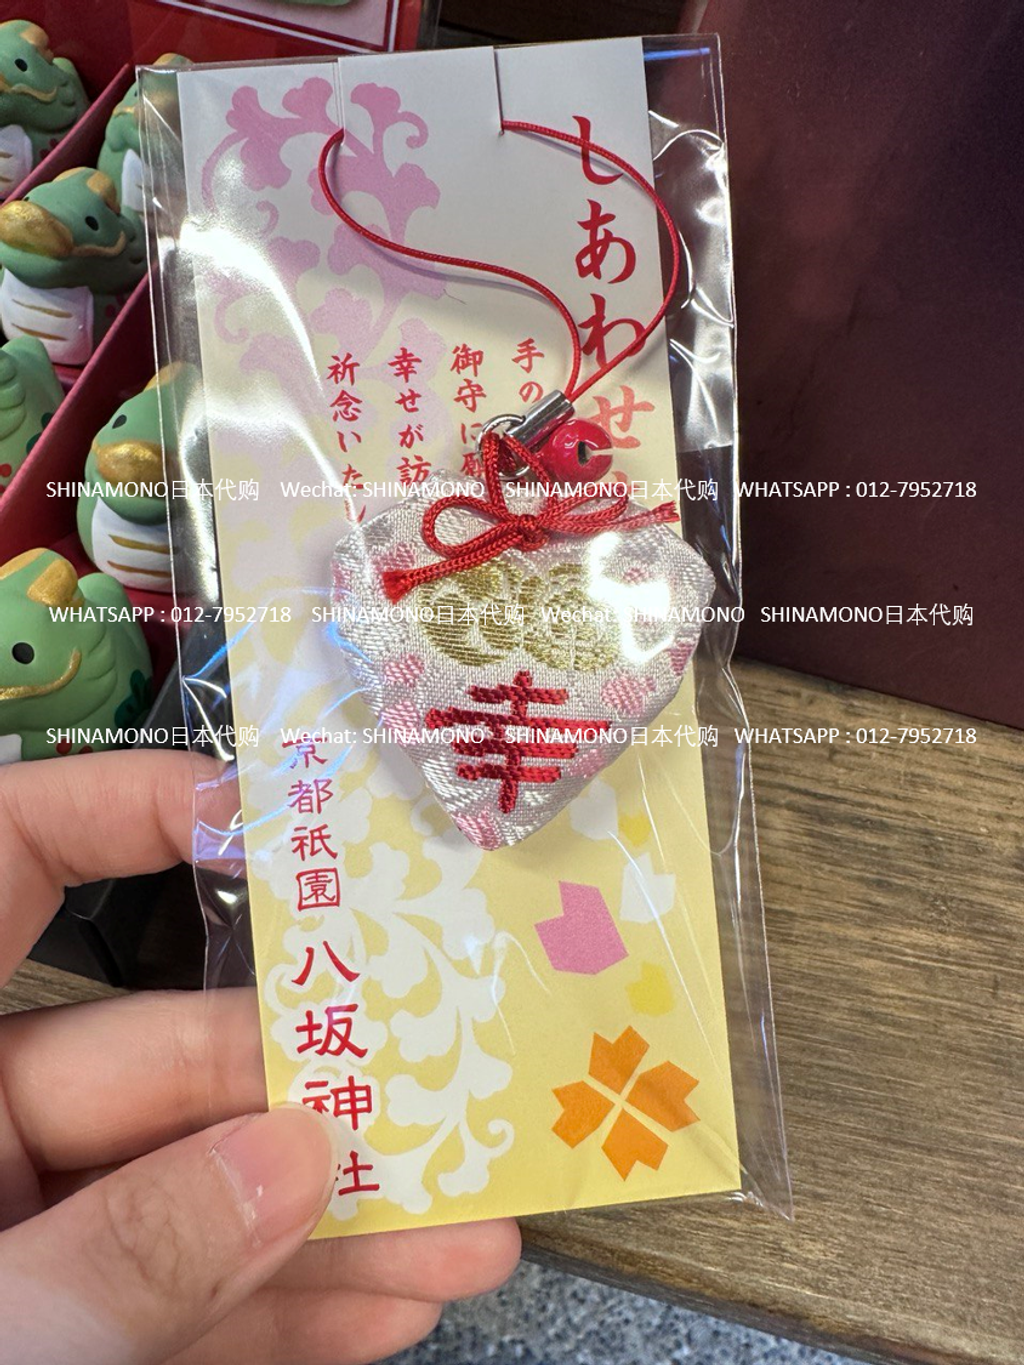 しあわせ
手の
御守に
幸せが訪
祈念いた
幸
京都祇園
八坂神社
SHINAMONO日本代购 Wechat: SHINAMONO SHINAMONO日本代购 WHATSAPP : 012-7952718
WHATSAPP : 012-7952718 SHINAMONO日本代购 Wechat: SHINAMONO SHINAMONO日本代购
SHINAMONO日本代购 Wechat: SHINAMONO SHINAMONO日本代购 WHATSAPP : 012-7952718